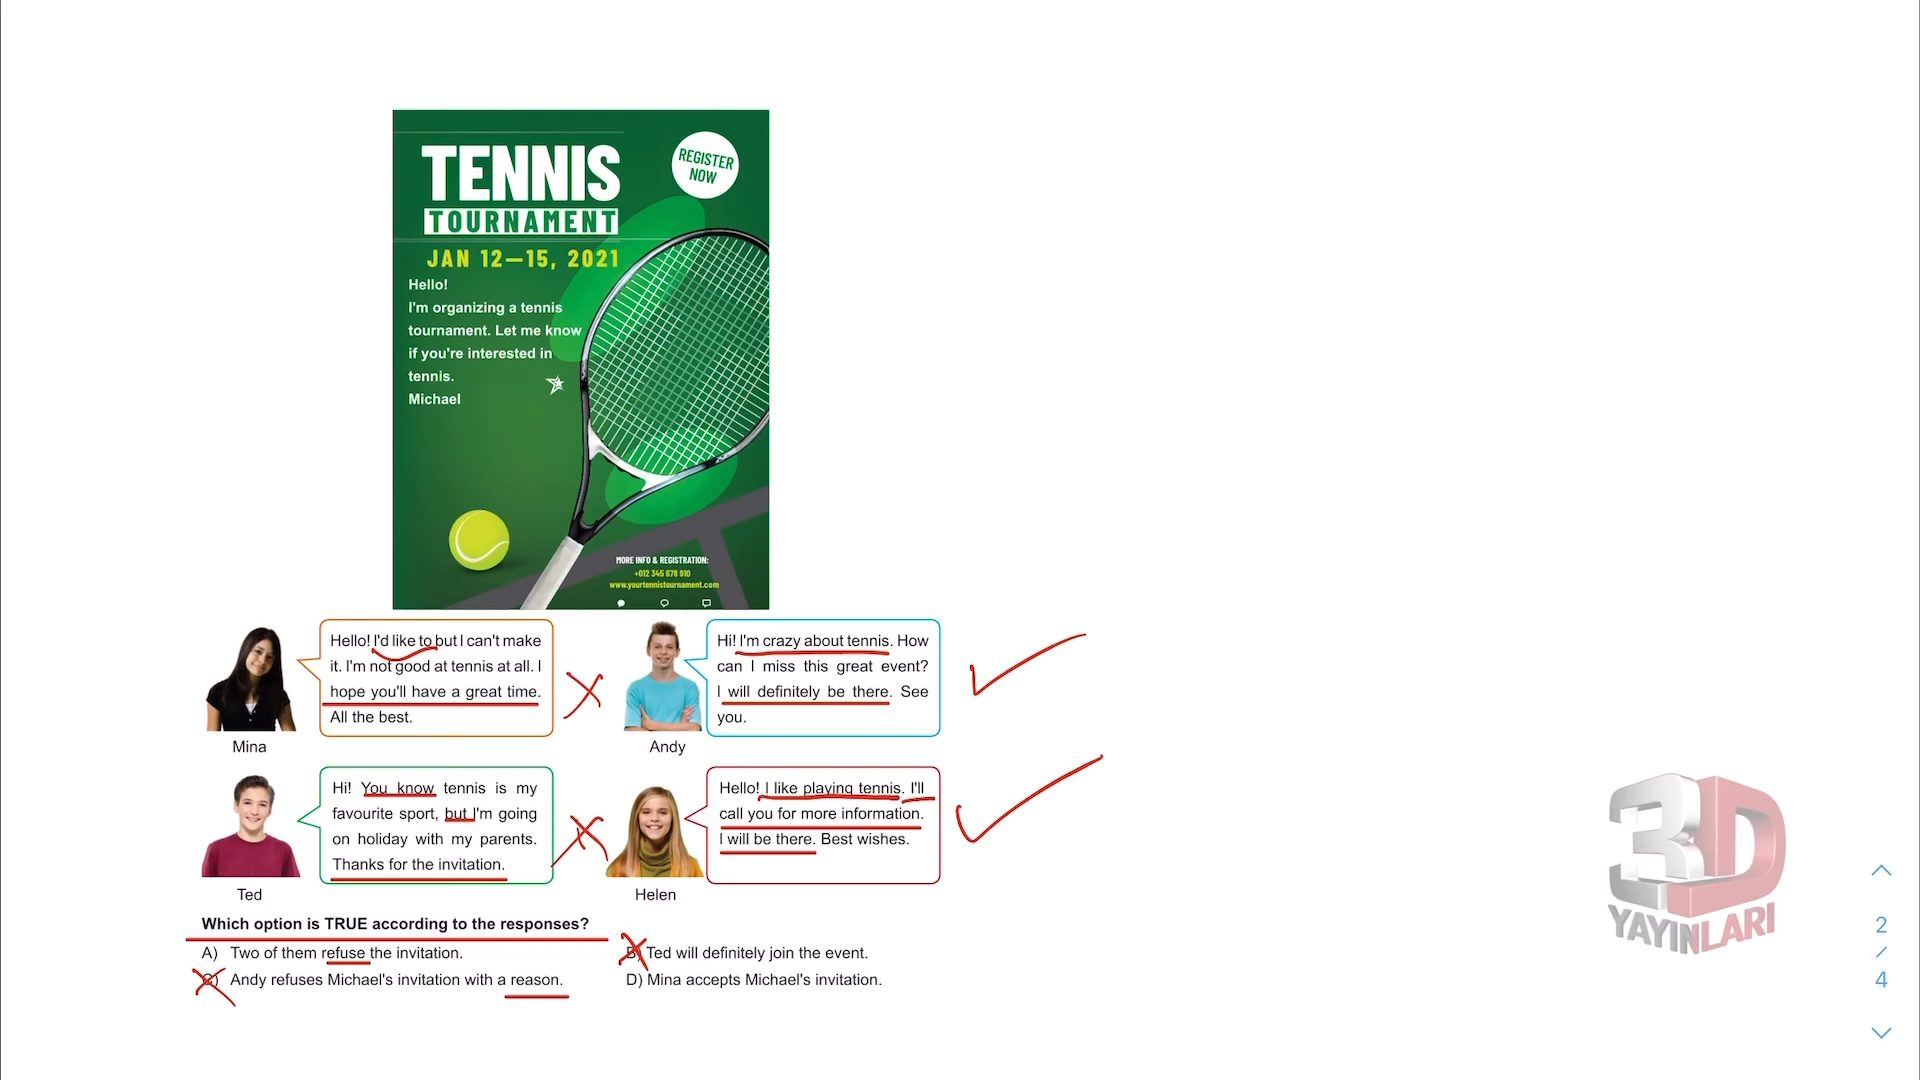 TENNIS
TOURNAMENT
REGISTER
NOW
JAN 12–15, 2021
Hello!
I'm organizing a tennis
tournament. Let me know
if you're interested in
tennis.
Michael
MORE INFO & REGISTRATION:
+012 345 678 910
www.yourtennistournament.com
Hello! I'd like to but I can't make
it. I'm not good at tennis at all. I
hope you'll have a great time.
All the best.
Mina
Hi! I'm crazy about tennis. How
can I miss this great event?
I will definitely be there. See
you.
Andy
Hi! You know tennis is my
favourite sport, but I'm going
on holiday with my parents.
Thanks for the invitation.
Ted
Hello! I like playing tennis. I'll
call you for more information.
I will be there. Best wishes.
Helen
Which option is TRUE according to the responses?
A) Two of them refuse the invitation.
B) Ted will definitely join the event.
C) Andy refuses Michael's invitation with a reason.
D) Mina accepts Michael's invitation.
3D
YAYINLARI
2
/
4